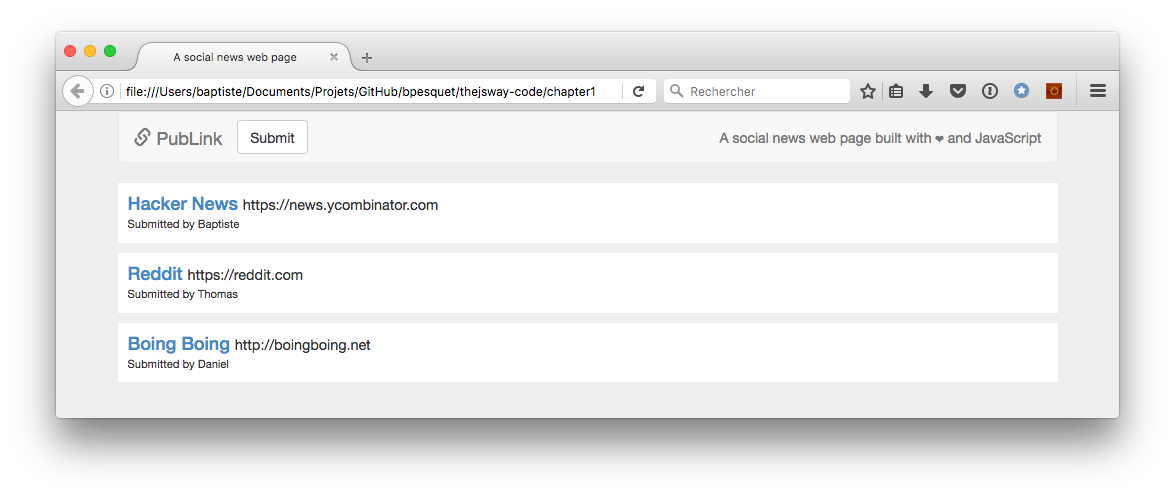 A social news web page
file:///Users/baptiste/Documents/Projets/GitHub/bpesquet/thejsway-code/chapter1
Rechercher
PubLink Submit A social news web page built with ❤ and JavaScript
Hacker News https://news.ycombinator.com
Submitted by Baptiste
Reddit https://reddit.com
Submitted by Thomas
Boing Boing http://boingboing.net
Submitted by Daniel